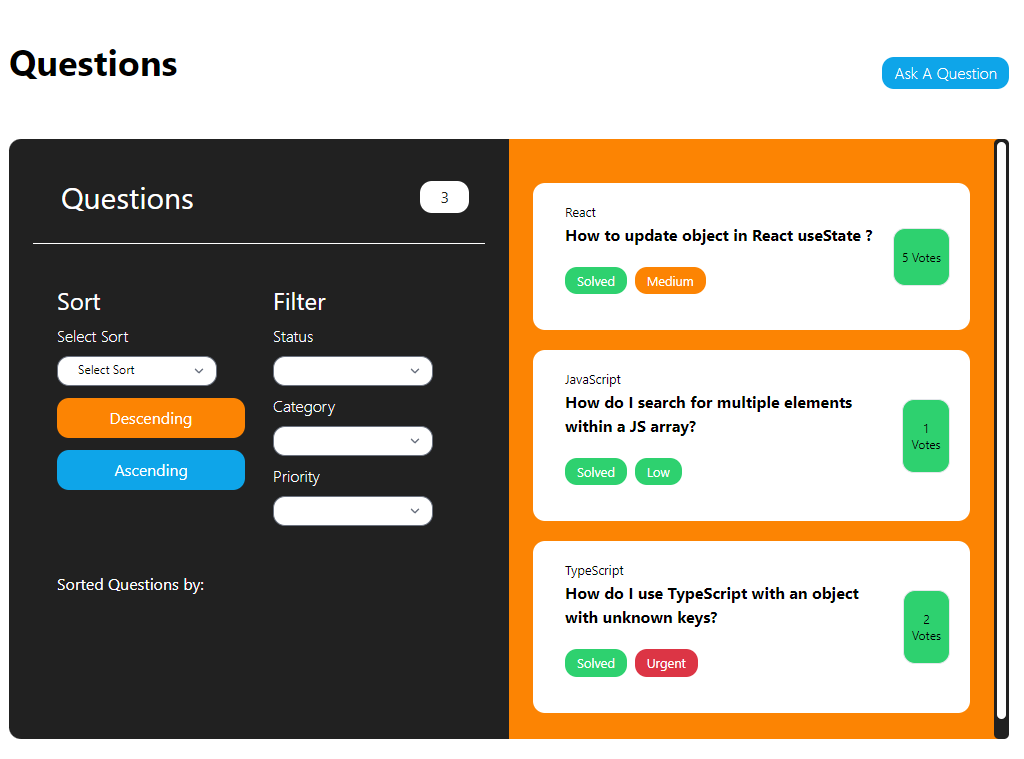 Questions
Ask A Question
Questions
3
Sort
Select Sort
Select Sort
Descending
Ascending
Filter
Status
Category
Priority
Sorted Questions by:
React
How to update object in React useState ?
5 Votes
Solved
Medium
JavaScript
How do I search for multiple elements
within a JS array?
1
Votes
Solved
Low
TypeScript
How do I use TypeScript with an object
with unknown keys?
2
Votes
Solved
Urgent